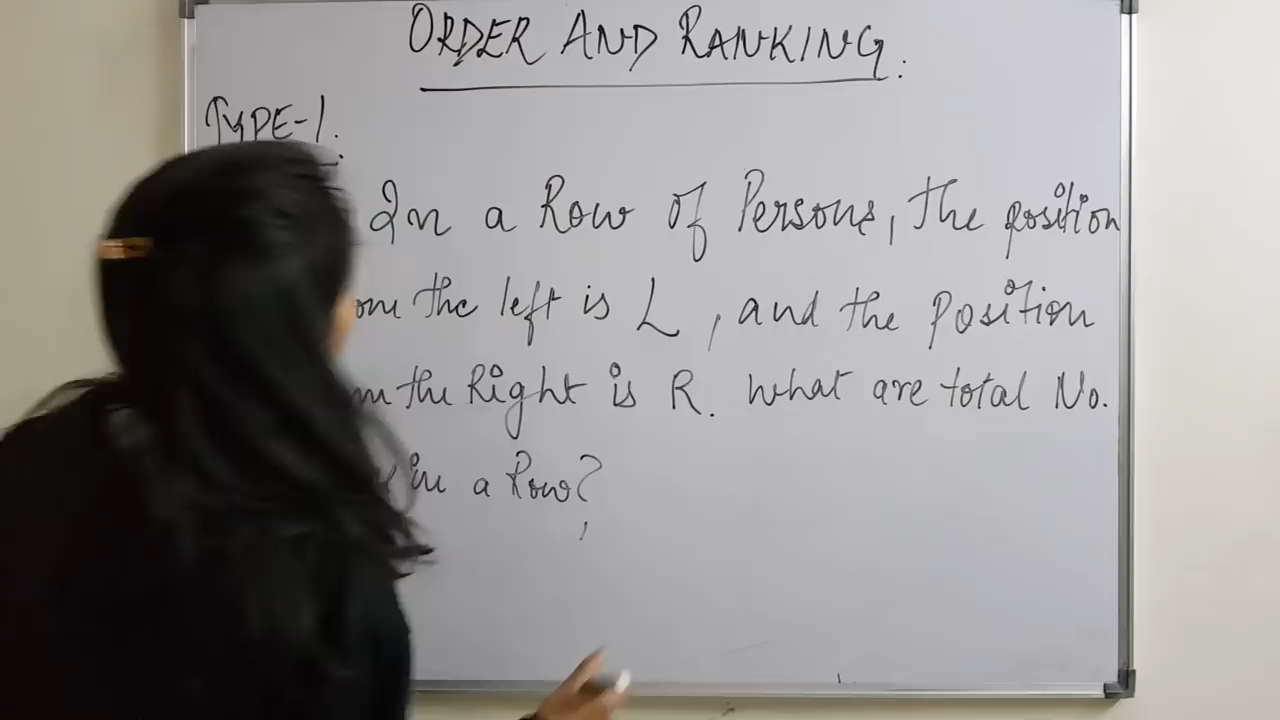 ORDER AND RANKING.
TYPE-1:
In a Row of Persons, the position
the left is L, and the Position
the Right is R. What are total No.
in a Row?